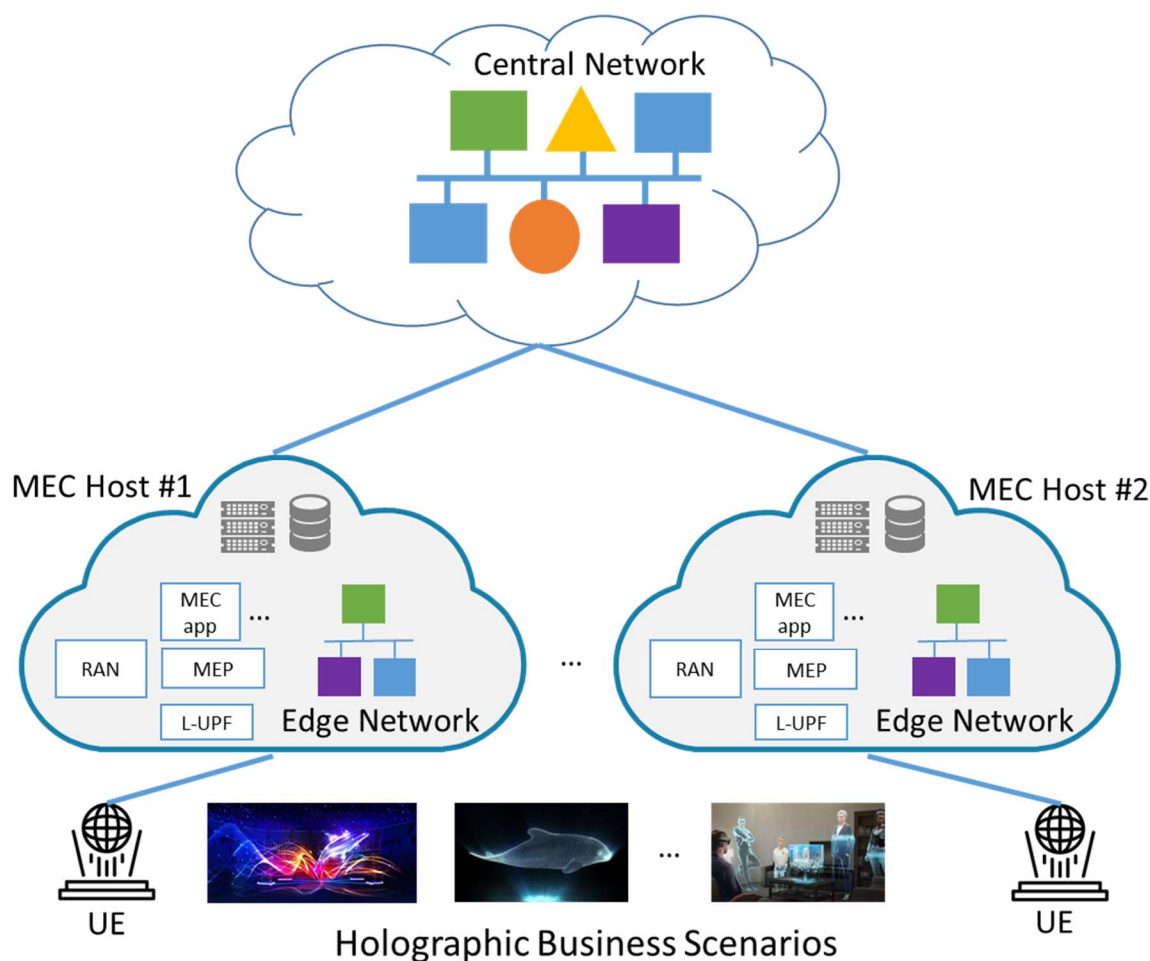 Central Network
MEC Host #1
MEC Host #2
MEC
app
...
RAN
MEP
L-UPF
Edge Network
...
MEC
app
...
RAN
MEP
L-UPF
Edge Network
...
UE
UE
Holographic Business Scenarios